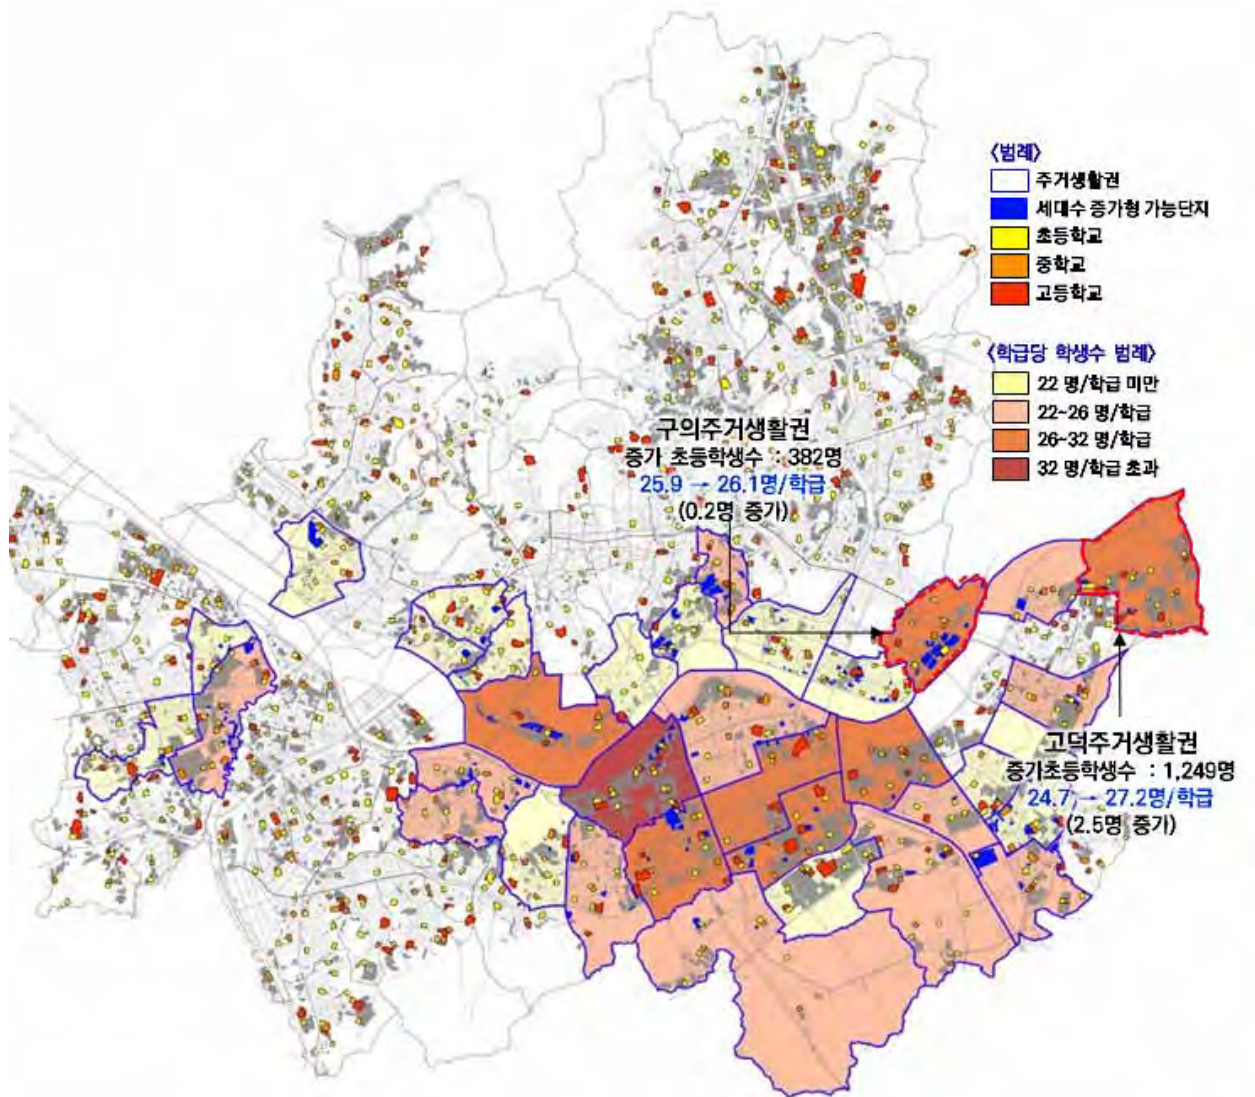 <범례>
주거생활권
세대수 증가형 가능단지
초등학교
중학교
고등학교
<학급당 학생수 범례>
22 명/학급 미만
22~26 명/학급
26~32 명/학급
32 명/학급 초과
구의주거생활권
증가 초등학생수 : 382명
25.9 → 26.1명/학급
(0.2명 증가)
고덕주거생활권
증가초등학생수 : 1,249명
24.7 → 27.2명/학급
(2.5명 증가)